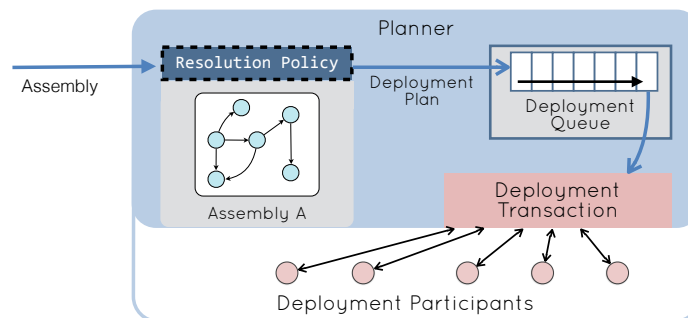 Planner
Assembly
Resolution Policy
Deployment
Plan
Deployment
Queue
Assembly A
Deployment
Transaction
Deployment Participants